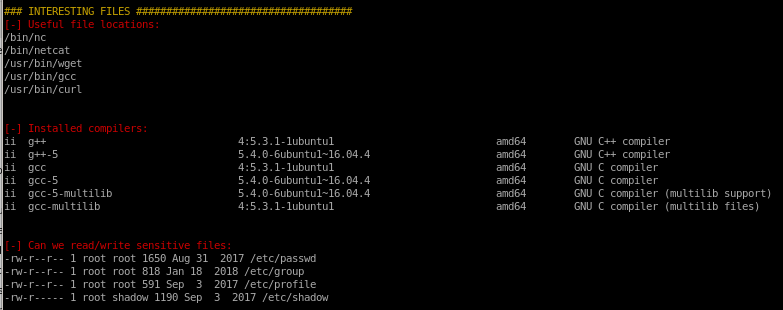 ### INTERESTING FILES ####################################
[-] Useful file locations:
/bin/nc
/bin/netcat
/usr/bin/wget
/usr/bin/gcc
/usr/bin/curl
[-] Installed compilers:
ii  g++                                4:5.3.1-1ubuntu1                           amd64        GNU C++ compiler
ii  g++-5                              5.4.0-6ubuntu1~16.04.4                     amd64        GNU C++ compiler
ii  gcc                                4:5.3.1-1ubuntu1                           amd64        GNU C compiler
ii  gcc-5                              5.4.0-6ubuntu1~16.04.4                     amd64        GNU C compiler
ii  gcc-5-multilib                     5.4.0-6ubuntu1~16.04.4                     amd64        GNU C compiler (multilib support)
ii  gcc-multilib                       4:5.3.1-1ubuntu1                           amd64        GNU C compiler (multilib files)
[-] Can we read/write sensitive files:
-rw-r--r-- 1 root root 1650 Aug 31  2017 /etc/passwd
-rw-r--r-- 1 root root 818 Jan 18  2018 /etc/group
-rw-r--r-- 1 root root 591 Sep  3  2017 /etc/profile
-rw-r----- 1 root shadow 1190 Sep  3  2017 /etc/shadow